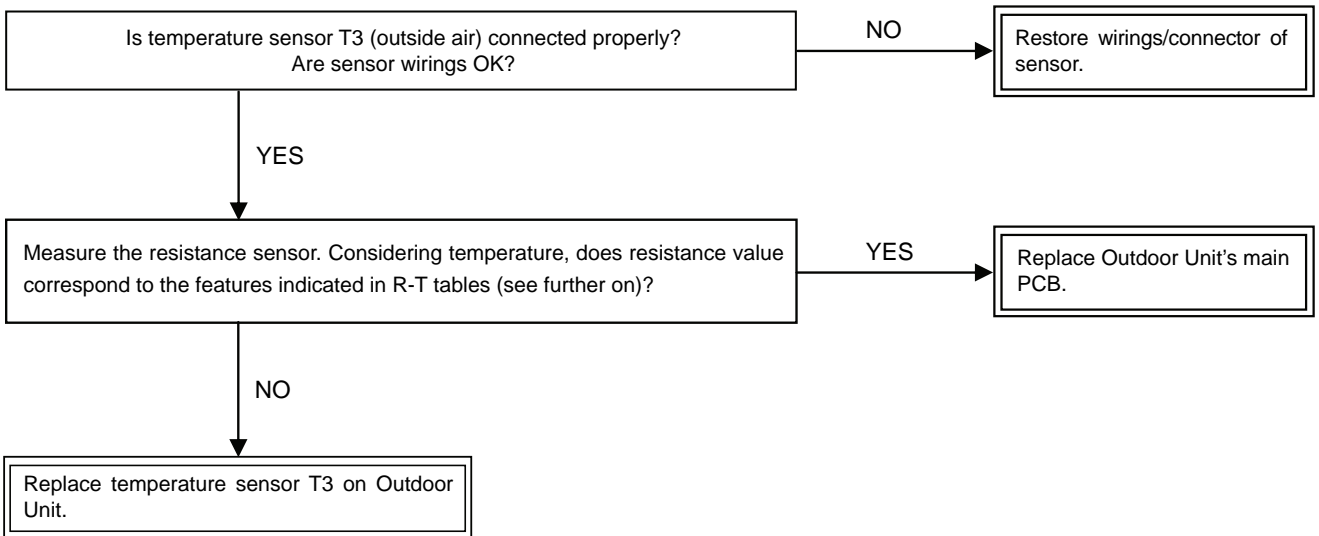 Is temperature sensor T3 (outside air) connected properly?
Are sensor wirings OK?
NO
Restore wirings/connector of
sensor.
YES
Measure the resistance sensor. Considering temperature, does resistance value
correspond to the features indicated in R-T tables (see further on)?
YES
Replace Outdoor Unit's main
PCB.
NO
Replace temperature sensor T3 on Outdoor
Unit.